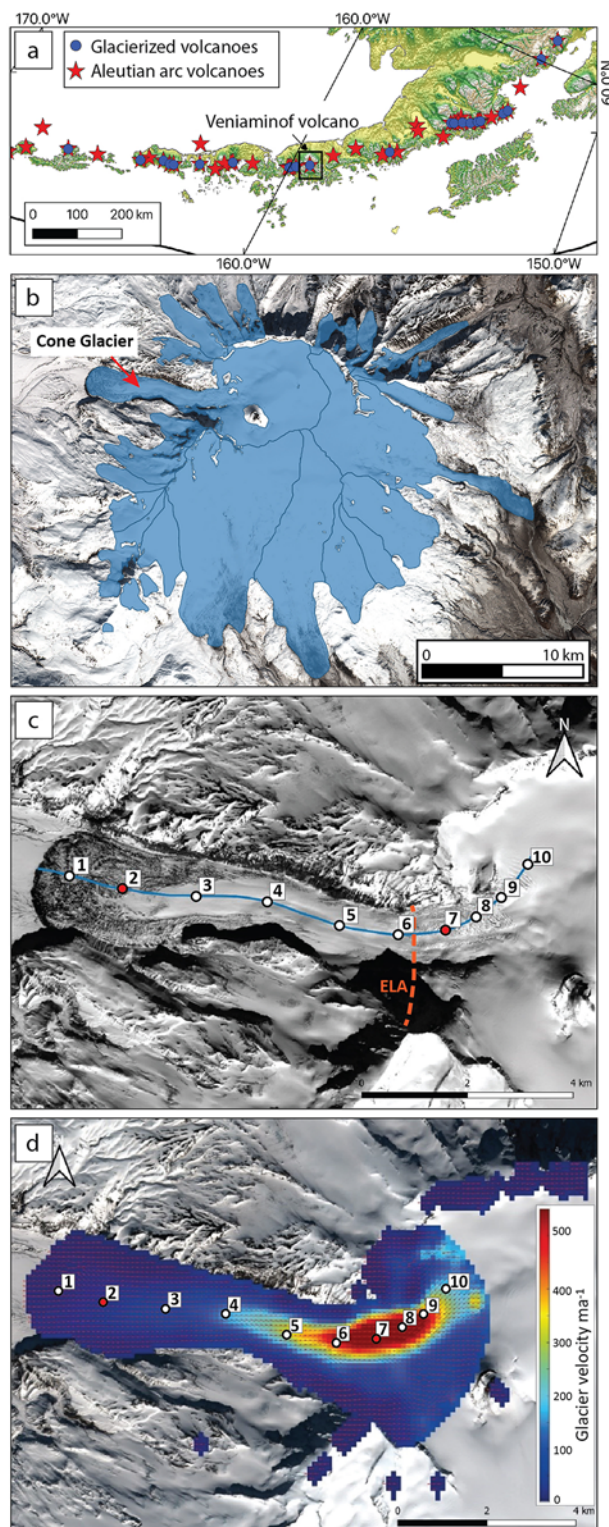 170.0°W
160.0°W
a
Glacierized volcanoes
Aleutian arc volcanoes
60.0°N
Veniaminof volcano
0
100
200 km
160.0°W
150.0°W
b
Cone Glacier
0
10 km
c
N
1
2
3
4
5
6
7
8
9
10
ELA
0
2
4 km
d
500
400
300
200
100
0
Glacier velocity ma⁻¹
1
2
3
4
5
6
7
8
9
10
0
2
4 km